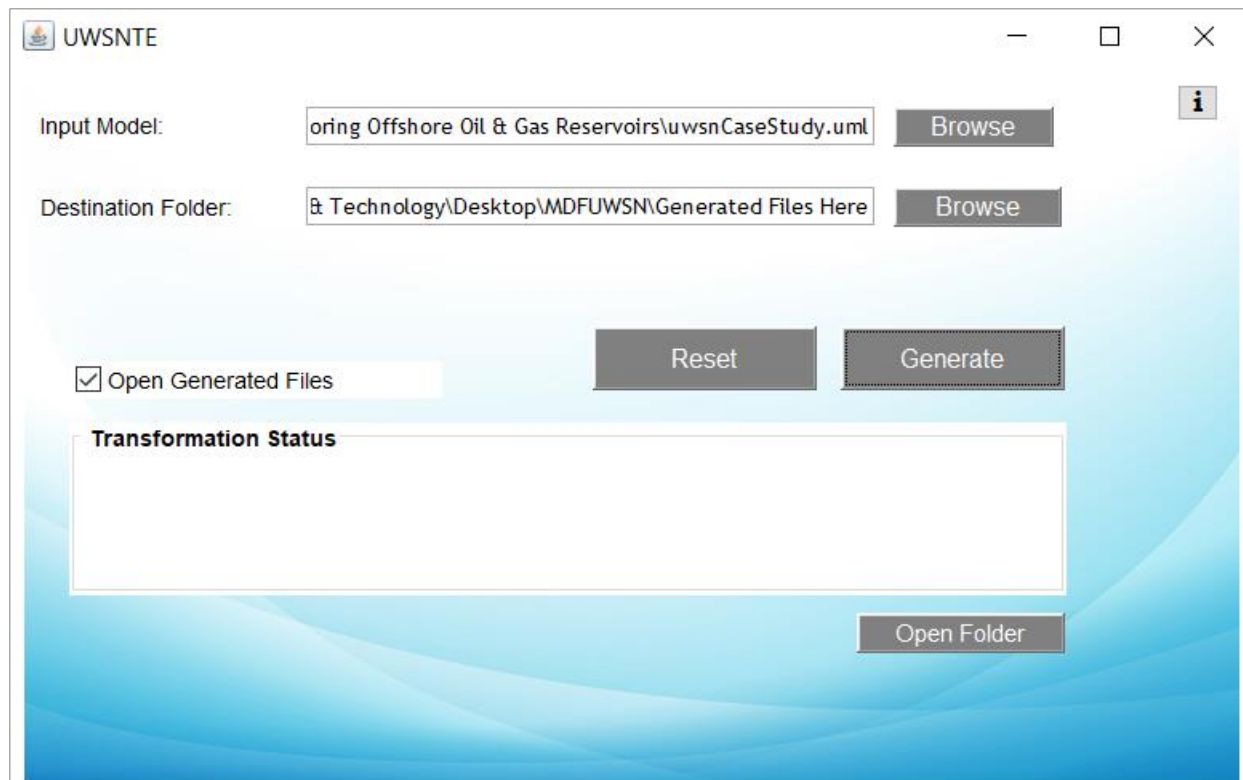 UWSNTE
i
Input Model:
oring Offshore Oil & Gas Reservoirs\uwsnCaseStudy.uml
Browse
Destination Folder:
& Technology\Desktop\MDFUWSN\Generated Files Here
Browse
Reset
Generate
Open Generated Files
Transformation Status
Open Folder